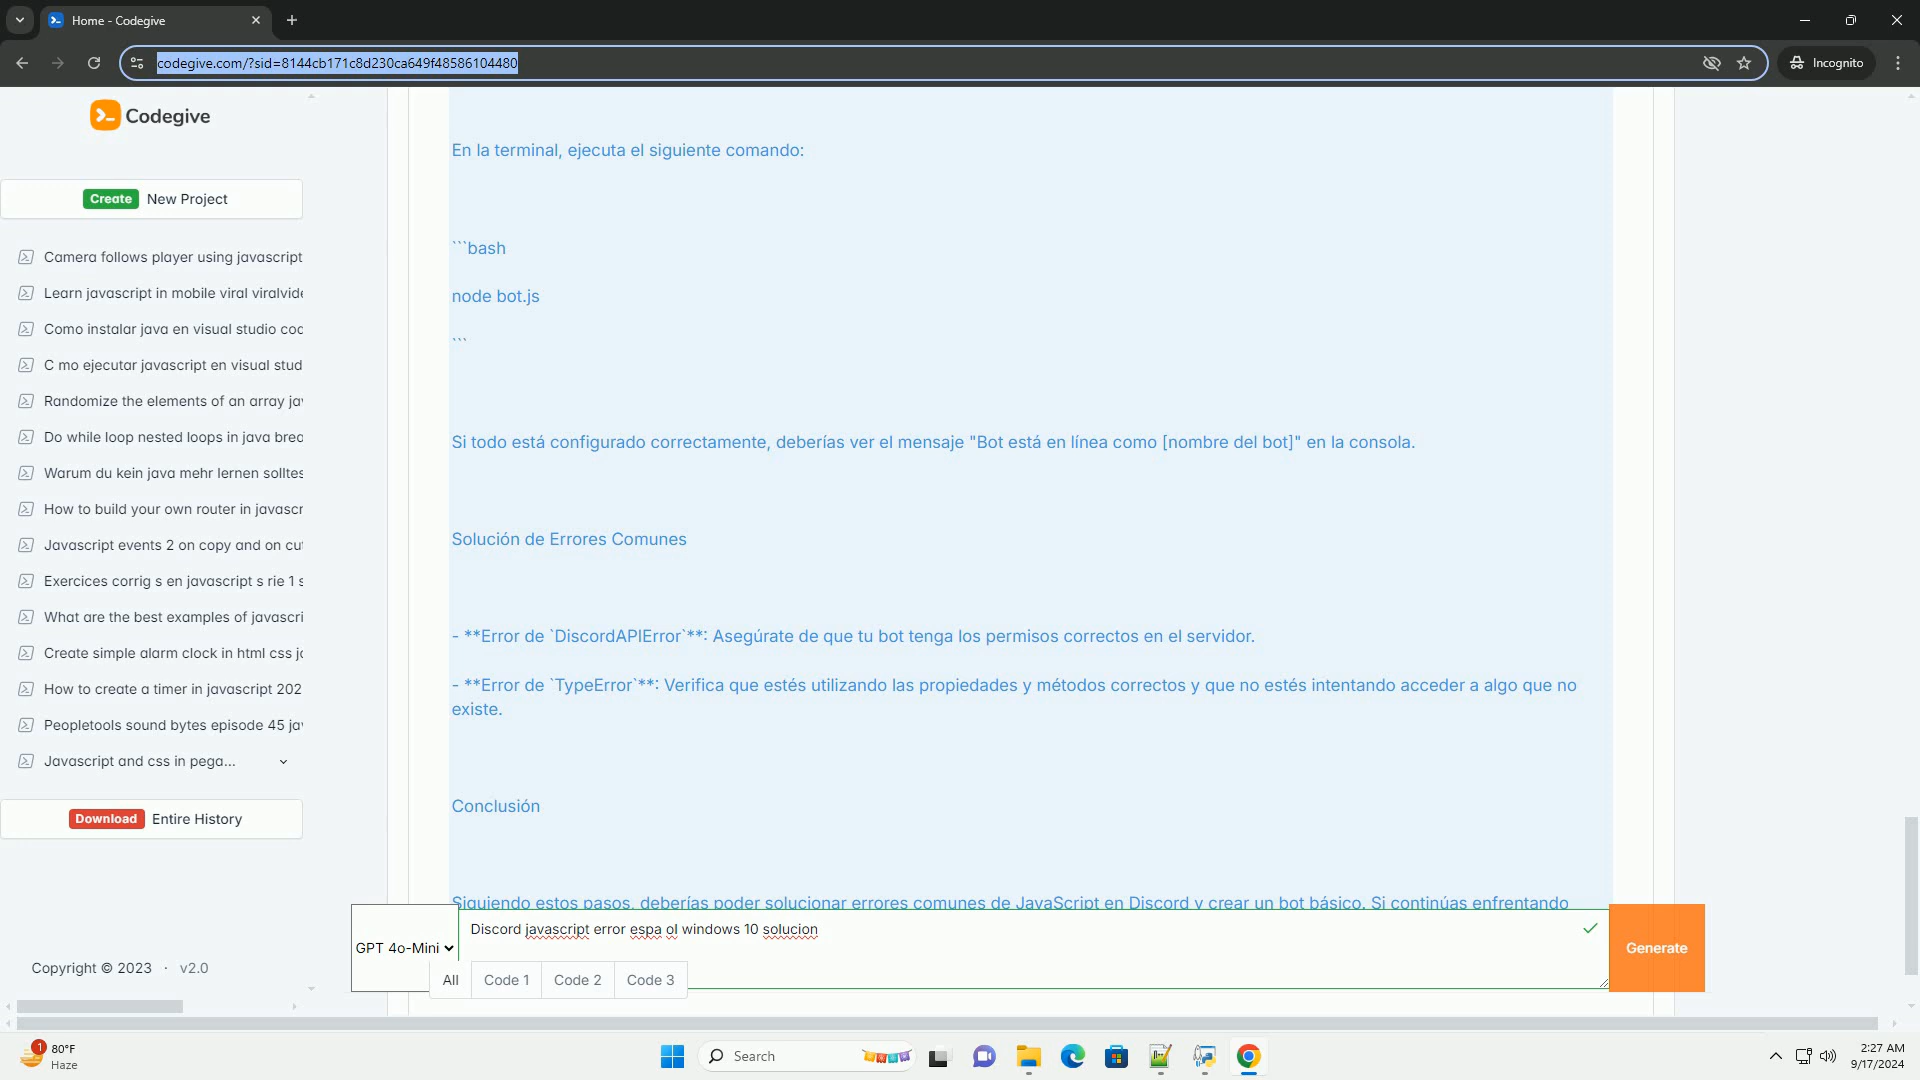 Home - Codegive
codegive.com/?sid=8144cb171c8d230ca649f48586104480
Incognito
Codegive
Create New Project
Camera follows player using javascript
Learn javascript in mobile viral viralvide
Como instalar java en visual studio coc
C mo ejecutar javascript en visual stud
Randomize the elements of an array jav
Do while loop nested loops in java brea
Warum du kein java mehr lernen solltes
How to build your own router in javascr
Javascript events 2 on copy and on cut
Exercices corrig s en javascript s rie 1 s
What are the best examples of javascri
Create simple alarm clock in html css ja
How to create a timer in javascript 202
Peopletools sound bytes episode 45 jav
Javascript and css in pega...
Download Entire History
Copyright © 2023 · v2.0
En la terminal, ejecuta el siguiente comando:
```bash
node bot.js
```
Si todo está configurado correctamente, deberías ver el mensaje "Bot está en línea como [nombre del bot]" en la consola.
Solución de Errores Comunes
- **Error de `DiscordAPIError`**: Asegúrate de que tu bot tenga los permisos correctos en el servidor.
- **Error de `TypeError`**: Verifica que estés utilizando las propiedades y métodos correctos y que no estés intentando acceder a algo que no
existe.
Conclusión
Siguiendo estos pasos, deberías poder solucionar errores comunes de JavaScript en Discord y crear un bot básico. Si continúas enfrentando
GPT 4o-Mini
Discord javascript error espa ol windows 10 solucion
Generate
All Code 1 Code 2 Code 3
1
80°F
Haze
Search
2:27 AM
9/17/2024